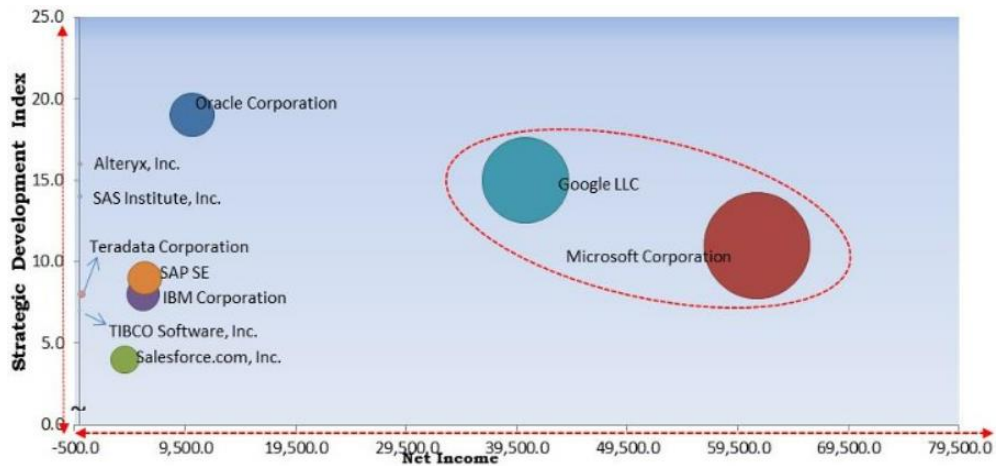 25.0
20.0
15.0
10.0
5.0
0.0
Strategic Development Index
Oracle Corporation
Alteryx, Inc.
SAS Institute, Inc.
Google LLC
Teradata Corporation
Microsoft Corporation
SAP SE
IBM Corporation
TIBCO Software, Inc.
Salesforce.com, Inc.
~
-500.0 9,500.0 19,500.0 29,500.0 39,500.0 49,500.0 59,500.0 69,500.0 79,500.0
Net Income